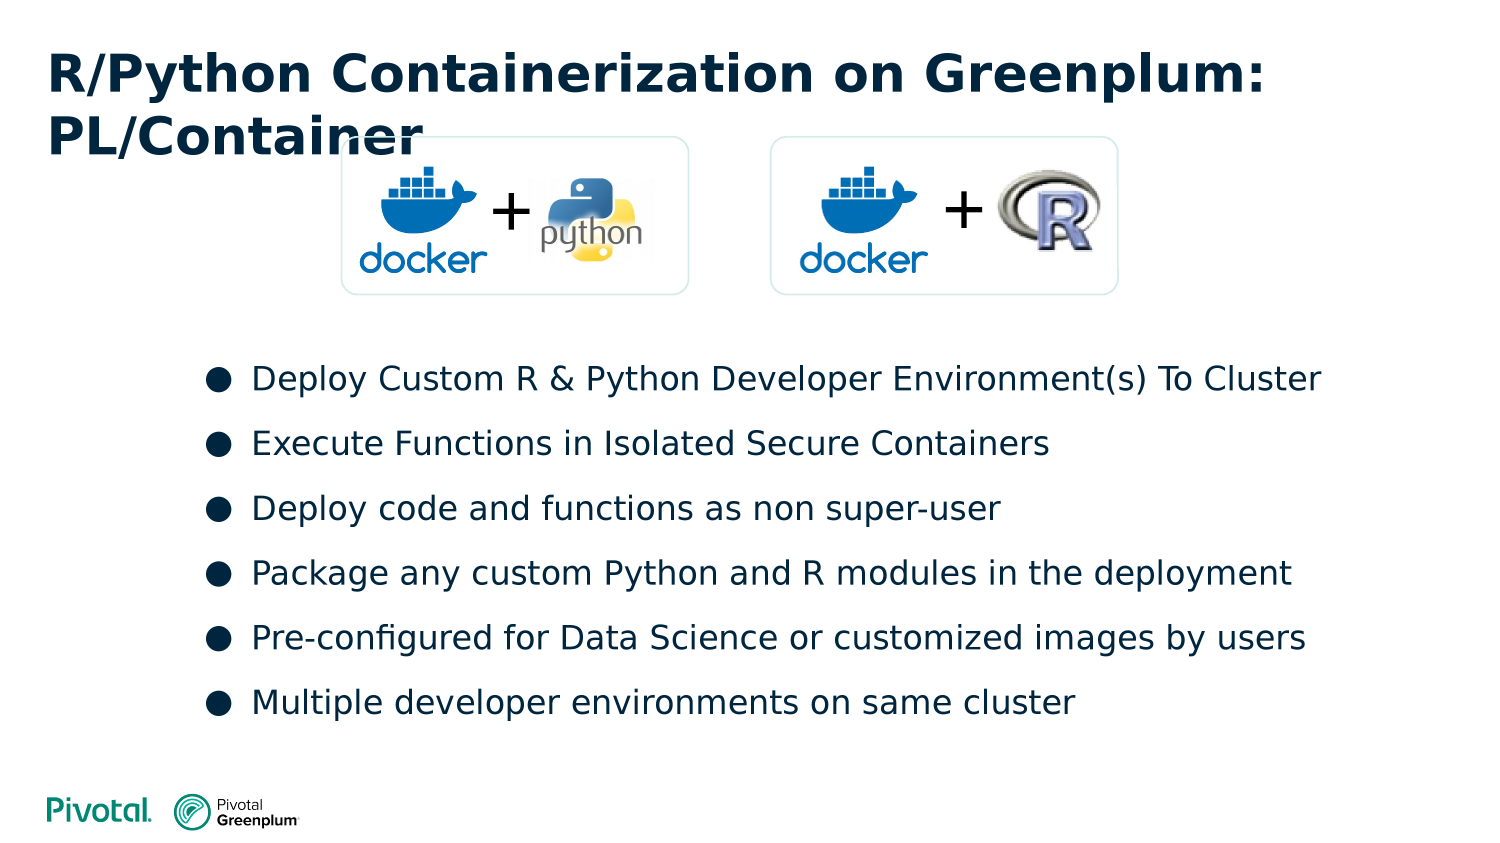 R/Python Containerization on Greenplum:
PL/Container
docker + python
docker + R
● Deploy Custom R & Python Developer Environment(s) To Cluster
● Execute Functions in Isolated Secure Containers
● Deploy code and functions as non super-user
● Package any custom Python and R modules in the deployment
● Pre-configured for Data Science or customized images by users
● Multiple developer environments on same cluster
Pivotal.
Pivotal
Greenplum